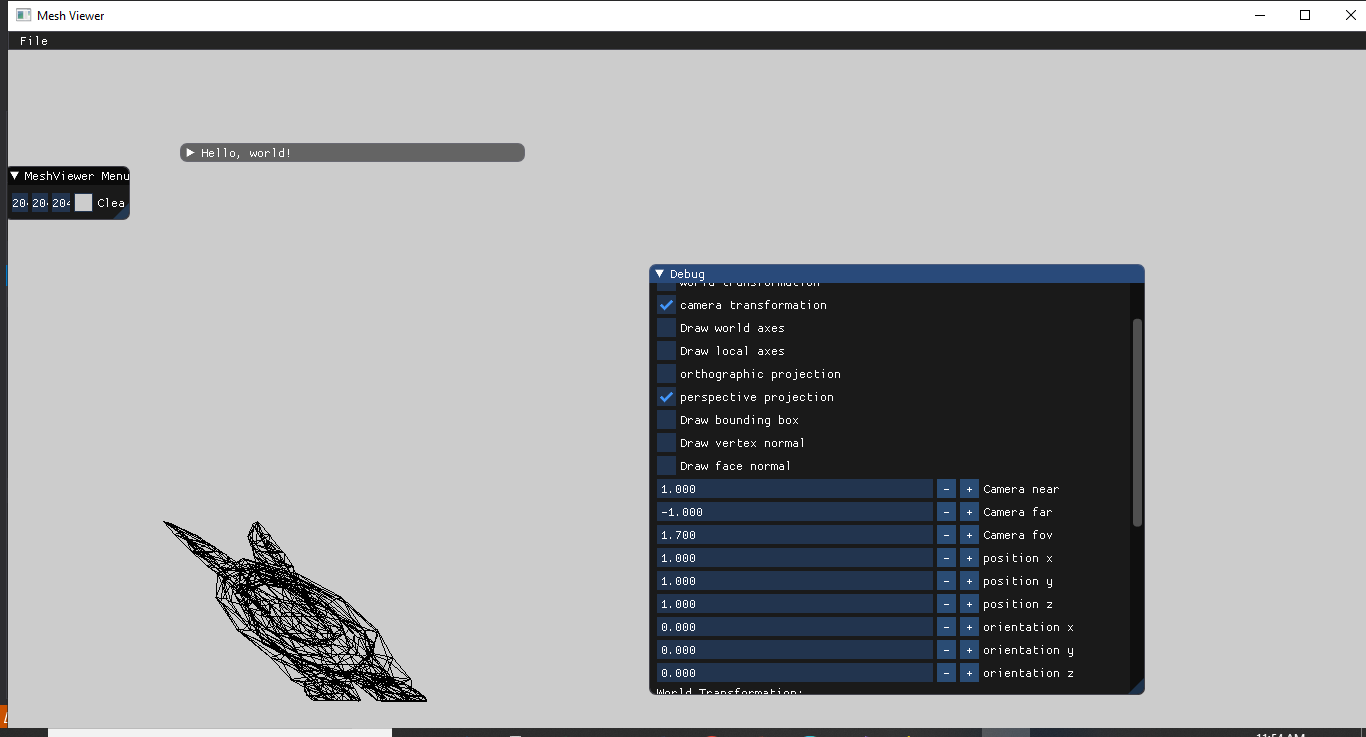 Mesh Viewer
File
Hello, world!
MeshViewer Menu
20 20 204 Clea
Debug
world transformation
camera transformation
Draw world axes
Draw local axes
orthographic projection
perspective projection
Draw bounding box
Draw vertex normal
Draw face normal
1.000 - + Camera near
-1.000 - + Camera far
1.700 - + Camera fov
1.000 - + position x
1.000 - + position y
1.000 - + position z
0.000 - + orientation x
0.000 - + orientation y
0.000 - + orientation z
World Transformation:
11:54 AM